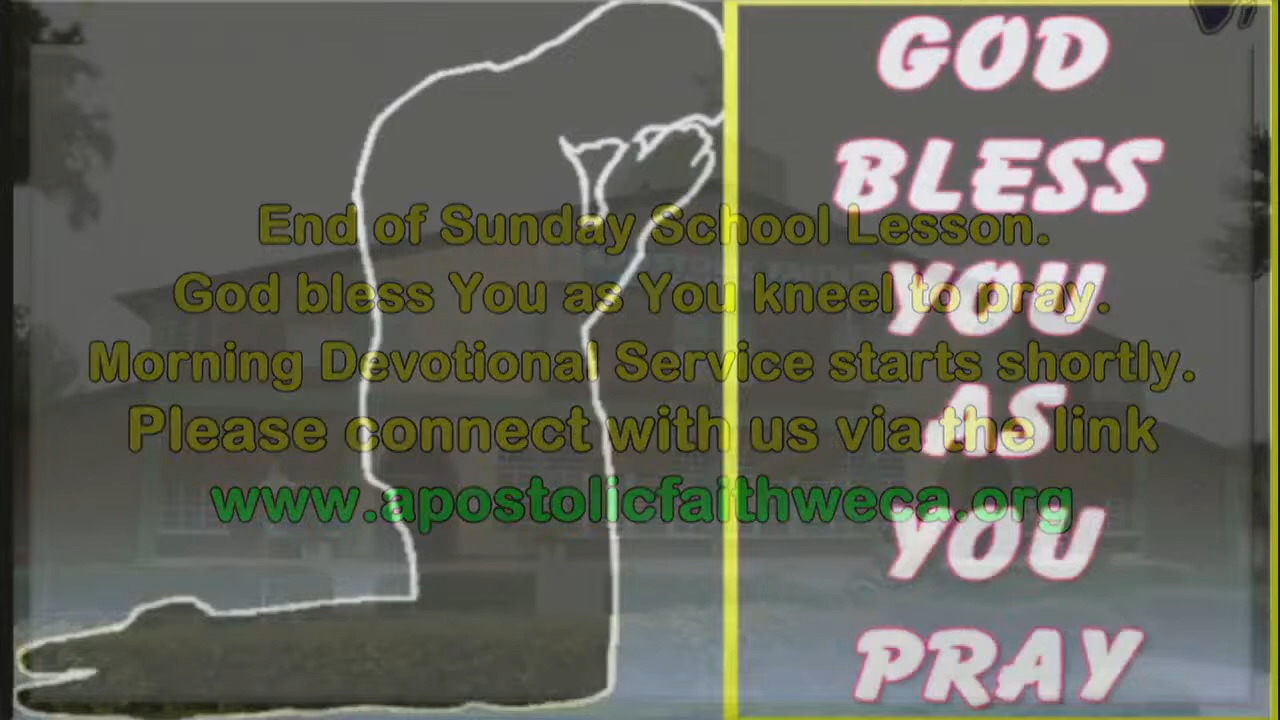 GOD
BLESS
YOU
AS
YOU
PRAY
End of Sunday School Lesson.
God bless You as You kneel to pray.
Morning Devotional Service starts shortly.
Please connect with us via the link
www.apostolicfaithweca.org